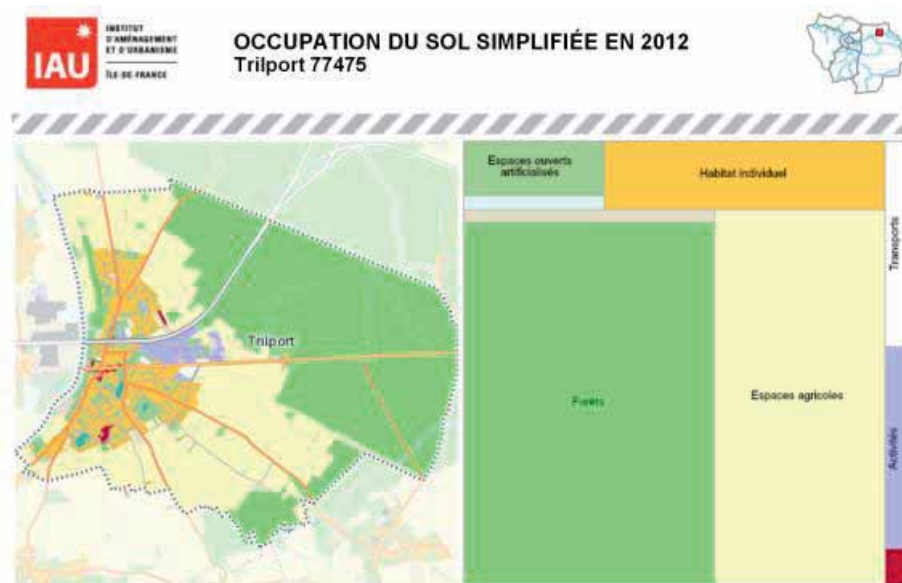 IAU
INSTITUT
D'AMÉNAGEMENT
ET D'URBANISME
ÎLE-DE-FRANCE
OCCUPATION DU SOL SIMPLIFIÉE EN 2012
Trilport 77475
Trilport
Espaces ouverts
artificialisés
Habitat individuel
Transports
Forêts
Espaces agricoles
Activités